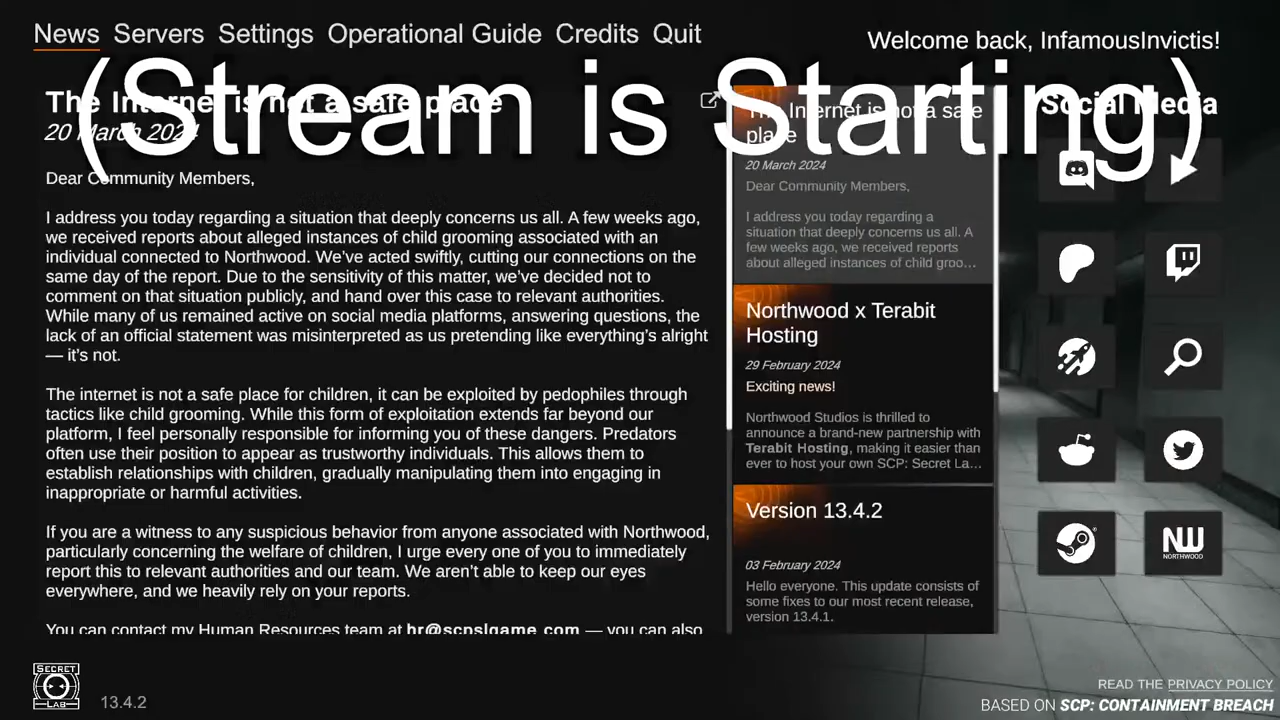 News Servers Settings Operational Guide Credits Quit
Welcome back, InfamousInvictis!
(Stream is Starting)
The Internet is not a safe place
20 March 2024
Dear Community Members,
I address you today regarding a situation that deeply concerns us all. A few weeks ago,
we received reports about alleged instances of child grooming associated with an
individual connected to Northwood. We've acted swiftly, cutting our connections on the
same day of the report. Due to the sensitivity of this matter, we've decided not to
comment on that situation publicly, and hand over this case to relevant authorities.
While many of us remained active on social media platforms, answering questions, the
lack of an official statement was misinterpreted as us pretending like everything's alright
— it's not.
The internet is not a safe place for children, it can be exploited by pedophiles through
tactics like child grooming. While this form of exploitation extends far beyond our
platform, I feel personally responsible for informing you of these dangers. Predators
often use their position to appear as trustworthy individuals. This allows them to
establish relationships with children, gradually manipulating them into engaging in
inappropriate or harmful activities.
If you are a witness to any suspicious behavior from anyone associated with Northwood,
particularly concerning the welfare of children, I urge every one of you to immediately
report this to relevant authorities and our team. We aren't able to keep our eyes
everywhere, and we heavily rely on your reports.
You can contact my Human Resources team at hr@scpslgame.com — you can also
The Internet is not a safe
place
20 March 2024
Dear Community Members,
I address you today regarding a
situation that deeply concerns us all. A
few weeks ago, we received reports
about alleged instances of child groo...
Northwood x Terabit
Hosting
29 February 2024
Exciting news!
Northwood Studios is thrilled to
announce a brand-new partnership with
Terabit Hosting, making it easier than
ever to host your own SCP: Secret La...
Version 13.4.2
03 February 2024
Hello everyone. This update consists of
some fixes to our most recent release,
version 13.4.1.
Social Media
NW
NORTHWOOD
SECRET
LAB
13.4.2
READ THE PRIVACY POLICY
BASED ON SCP: CONTAINMENT BREACH